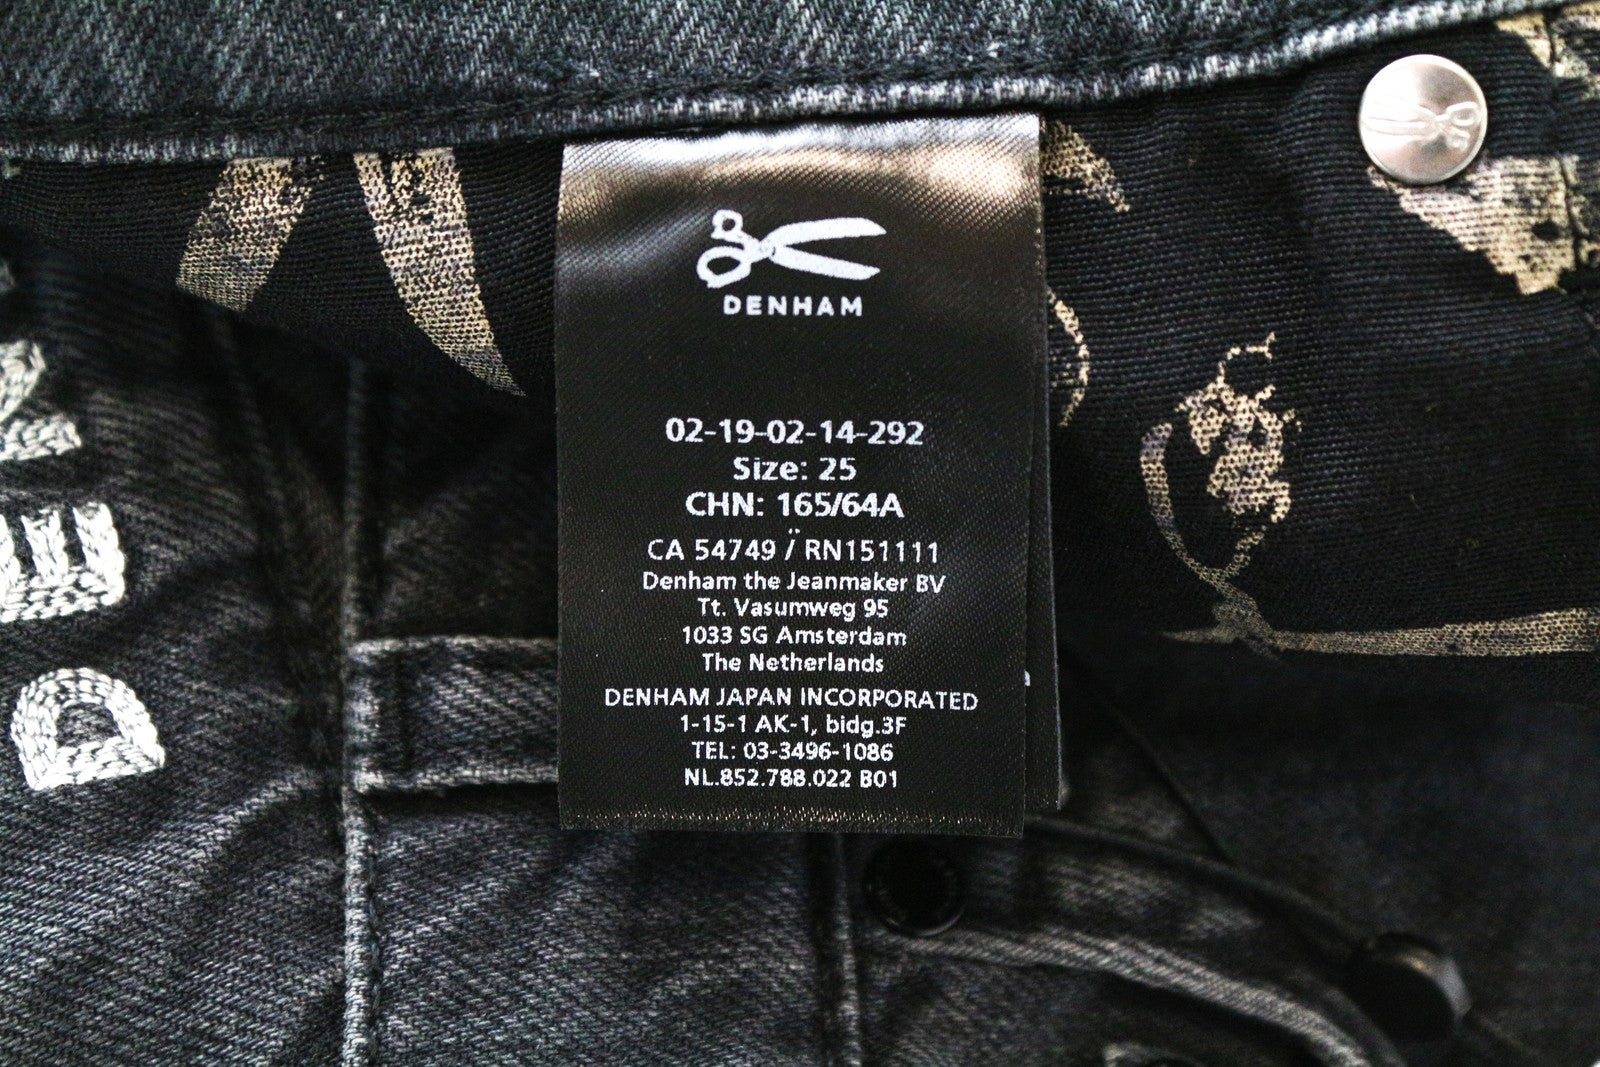 DENHAM
02-19-02-14-292
Size: 25
CHN: 165/64A
CA 54749 / RN151111
Denham the Jeanmaker BV
Tt. Vasumweg 95
1033 SG Amsterdam
The Netherlands
DENHAM JAPAN INCORPORATED
1-15-1 AK-1, bidg.3F
TEL: 03-3496-1086
NL.852.788.022 B01